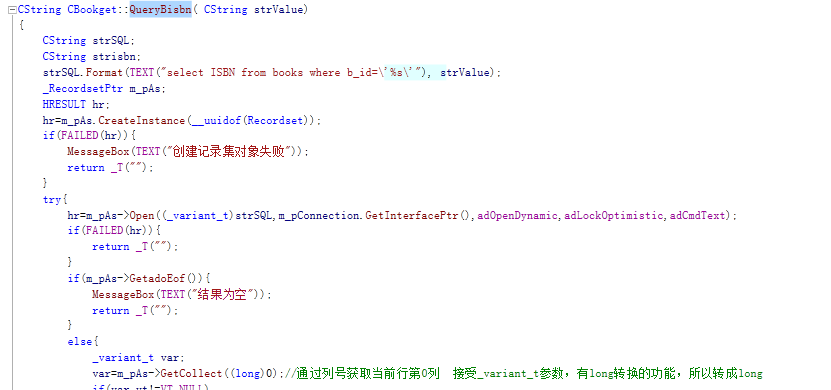 CString CBookget::QueryBisbn( CString strValue)
{
CString strSQL;
CString strisbn;
strSQL.Format(TEXT("select ISBN from books where b_id=\'%s\'"), strValue);
_RecordsetPtr m_pAs;
HRESULT hr;
hr=m_pAs.CreateInstance(__uuidof(Recordset));
if(FAILED(hr)){
MessageBox(TEXT("创建记录集对象失败"));
return _T("");
}
try{
hr=m_pAs->Open((_variant_t)strSQL,m_pConnection.GetInterfacePtr(),adOpenDynamic,adLockOptimistic,adCmdText);
if(FAILED(hr)){
return _T("");
}
if(m_pAs->GetadoEof()){
MessageBox(TEXT("结果为空"));
return _T("");
}
else{
_variant_t var;
var=m_pAs->GetCollect((long)0);//通过列号获取当前行第0列 接受_variant_t参数，有long转换的功能，所以转成long
if(var.vt!=VT_NULL)